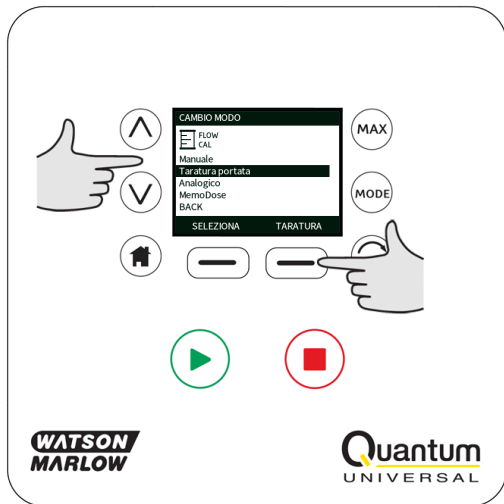 CAMBIO MODO
FLOW
CAL
Manuale
Taratura portata
Analogico
MemoDose
BACK
SELEZIONA TARATURA
MAX
MODE
WATSON
MARLOW
Quantum
UNIVERSAL